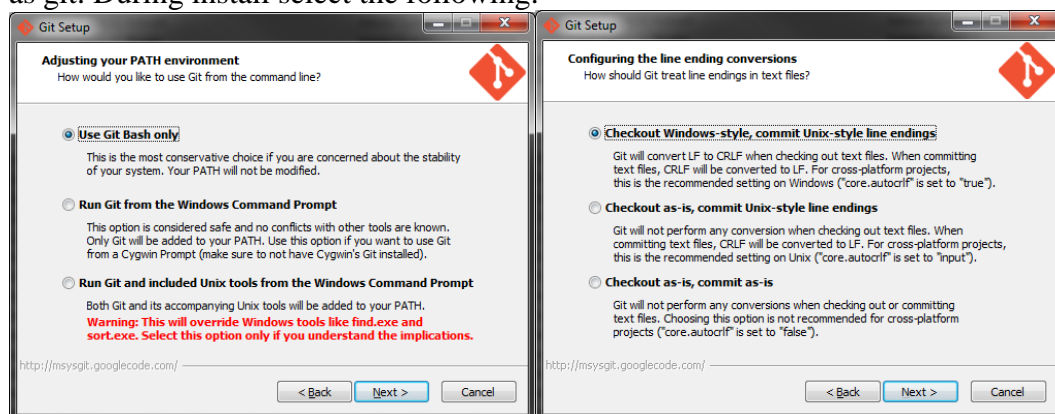 as git. During install select the following:
Git Setup
Adjusting your PATH environment
How would you like to use Git from the command line?
Use Git Bash only
This is the most conservative choice if you are concerned about the stability
of your system. Your PATH will not be modified.
Run Git from the Windows Command Prompt
This option is considered safe and no conflicts with other tools are known.
Only Git will be added to your PATH. Use this option if you want to use Git
from a Cygwin Prompt (make sure to not have Cygwin's Git installed).
Run Git and included Unix tools from the Windows Command Prompt
Both Git and its accompanying Unix tools will be added to your PATH.
Warning: This will override Windows tools like find.exe and
sort.exe. Select this option only if you understand the implications.
http://msysgit.googlecode.com/
< Back
Next >
Cancel
Git Setup
Configuring the line ending conversions
How should Git treat line endings in text files?
Checkout Windows-style, commit Unix-style line endings
Git will convert LF to CRLF when checking out text files. When committing
text files, CRLF will be converted to LF. For cross-platform projects,
this is the recommended setting on Windows ("core.autocrlf" is set to "true").
Checkout as-is, commit Unix-style line endings
Git will not perform any conversion when checking out text files. When
committing text files, CRLF will be converted to LF. For cross-platform projects,
this is the recommended setting on Unix ("core.autocrlf" is set to "input").
Checkout as-is, commit as-is
Git will not perform any conversions when checking out or committing
text files. Choosing this option is not recommended for cross-platform
projects ("core.autocrlf" is set to "false").
http://msysgit.googlecode.com/
< Back
Next >
Cancel